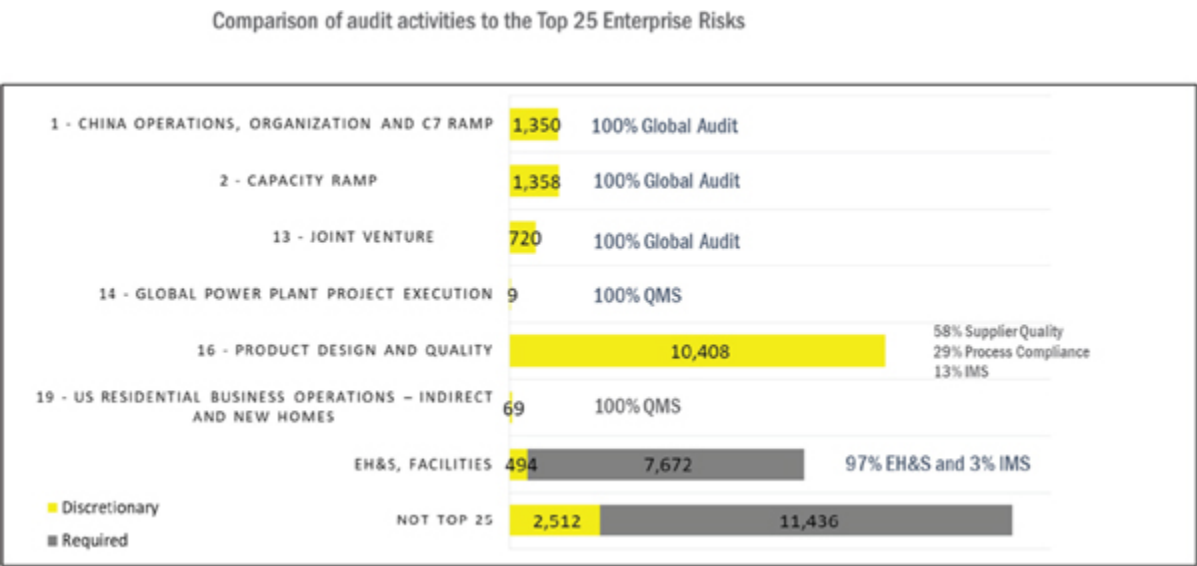 Comparison of audit activities to the Top 25 Enterprise Risks
1 - CHINA OPERATIONS, ORGANIZATION AND C7 RAMP 1,350 100% Global Audit
2 - CAPACITY RAMP 1,358 100% Global Audit
13 - JOINT VENTURE 720 100% Global Audit
14 - GLOBAL POWER PLANT PROJECT EXECUTION 9 100% QMS
16 - PRODUCT DESIGN AND QUALITY 10,408
58% Supplier Quality
29% Process Compliance
13% IMS
19 - US RESIDENTIAL BUSINESS OPERATIONS – INDIRECT
AND NEW HOMES
69 100% QMS
EH&S, FACILITIES 494 7,672 97% EH&S and 3% IMS
NOT TOP 25 2,512 11,436
Discretionary
Required